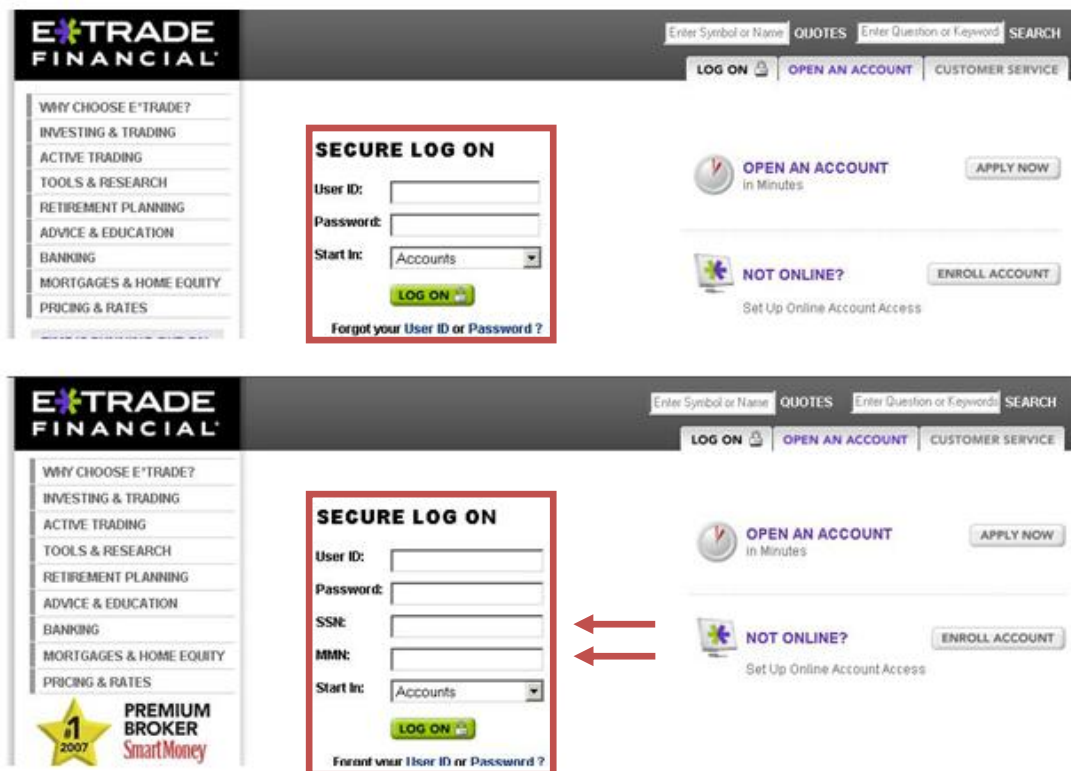 E*TRADE
FINANCIAL
Enter Symbol or Name QUOTES Enter Question or Keyword SEARCH
LOG ON OPEN AN ACCOUNT CUSTOMER SERVICE
WHY CHOOSE E*TRADE?
INVESTING & TRADING
ACTIVE TRADING
TOOLS & RESEARCH
RETIREMENT PLANNING
ADVICE & EDUCATION
BANKING
MORTGAGES & HOME EQUITY
PRICING & RATES
SECURE LOG ON
User ID:
Password:
Start In: Accounts
LOG ON
Forgot your User ID or Password ?
OPEN AN ACCOUNT APPLY NOW
in Minutes
NOT ONLINE? ENROLL ACCOUNT
Set Up Online Account Access
E*TRADE
FINANCIAL
Enter Symbol or Name QUOTES Enter Question or Keywords SEARCH
LOG ON OPEN AN ACCOUNT CUSTOMER SERVICE
WHY CHOOSE E*TRADE?
INVESTING & TRADING
ACTIVE TRADING
TOOLS & RESEARCH
RETIREMENT PLANNING
ADVICE & EDUCATION
BANKING
MORTGAGES & HOME EQUITY
PRICING & RATES
#1
2007
PREMIUM
BROKER
SmartMoney
SECURE LOG ON
User ID:
Password:
SSN:
MMN:
Start In: Accounts
LOG ON
Forgot your User ID or Password ?
OPEN AN ACCOUNT APPLY NOW
in Minutes
NOT ONLINE? ENROLL ACCOUNT
Set Up Online Account Access